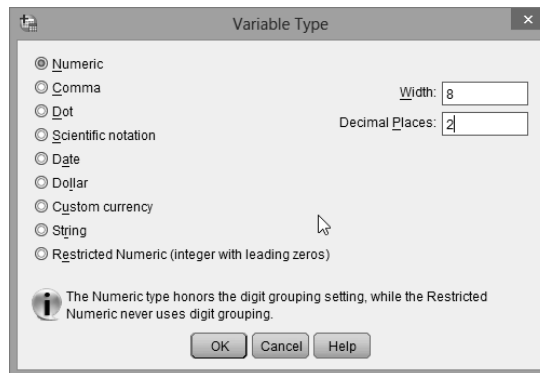 Variable Type
Numeric
Comma
Width: 8
Dot
Decimal Places: 2
Scientific notation
Date
Dollar
Custom currency
String
Restricted Numeric (integer with leading zeros)
The Numeric type honors the digit grouping setting, while the Restricted
Numeric never uses digit grouping.
OK Cancel Help